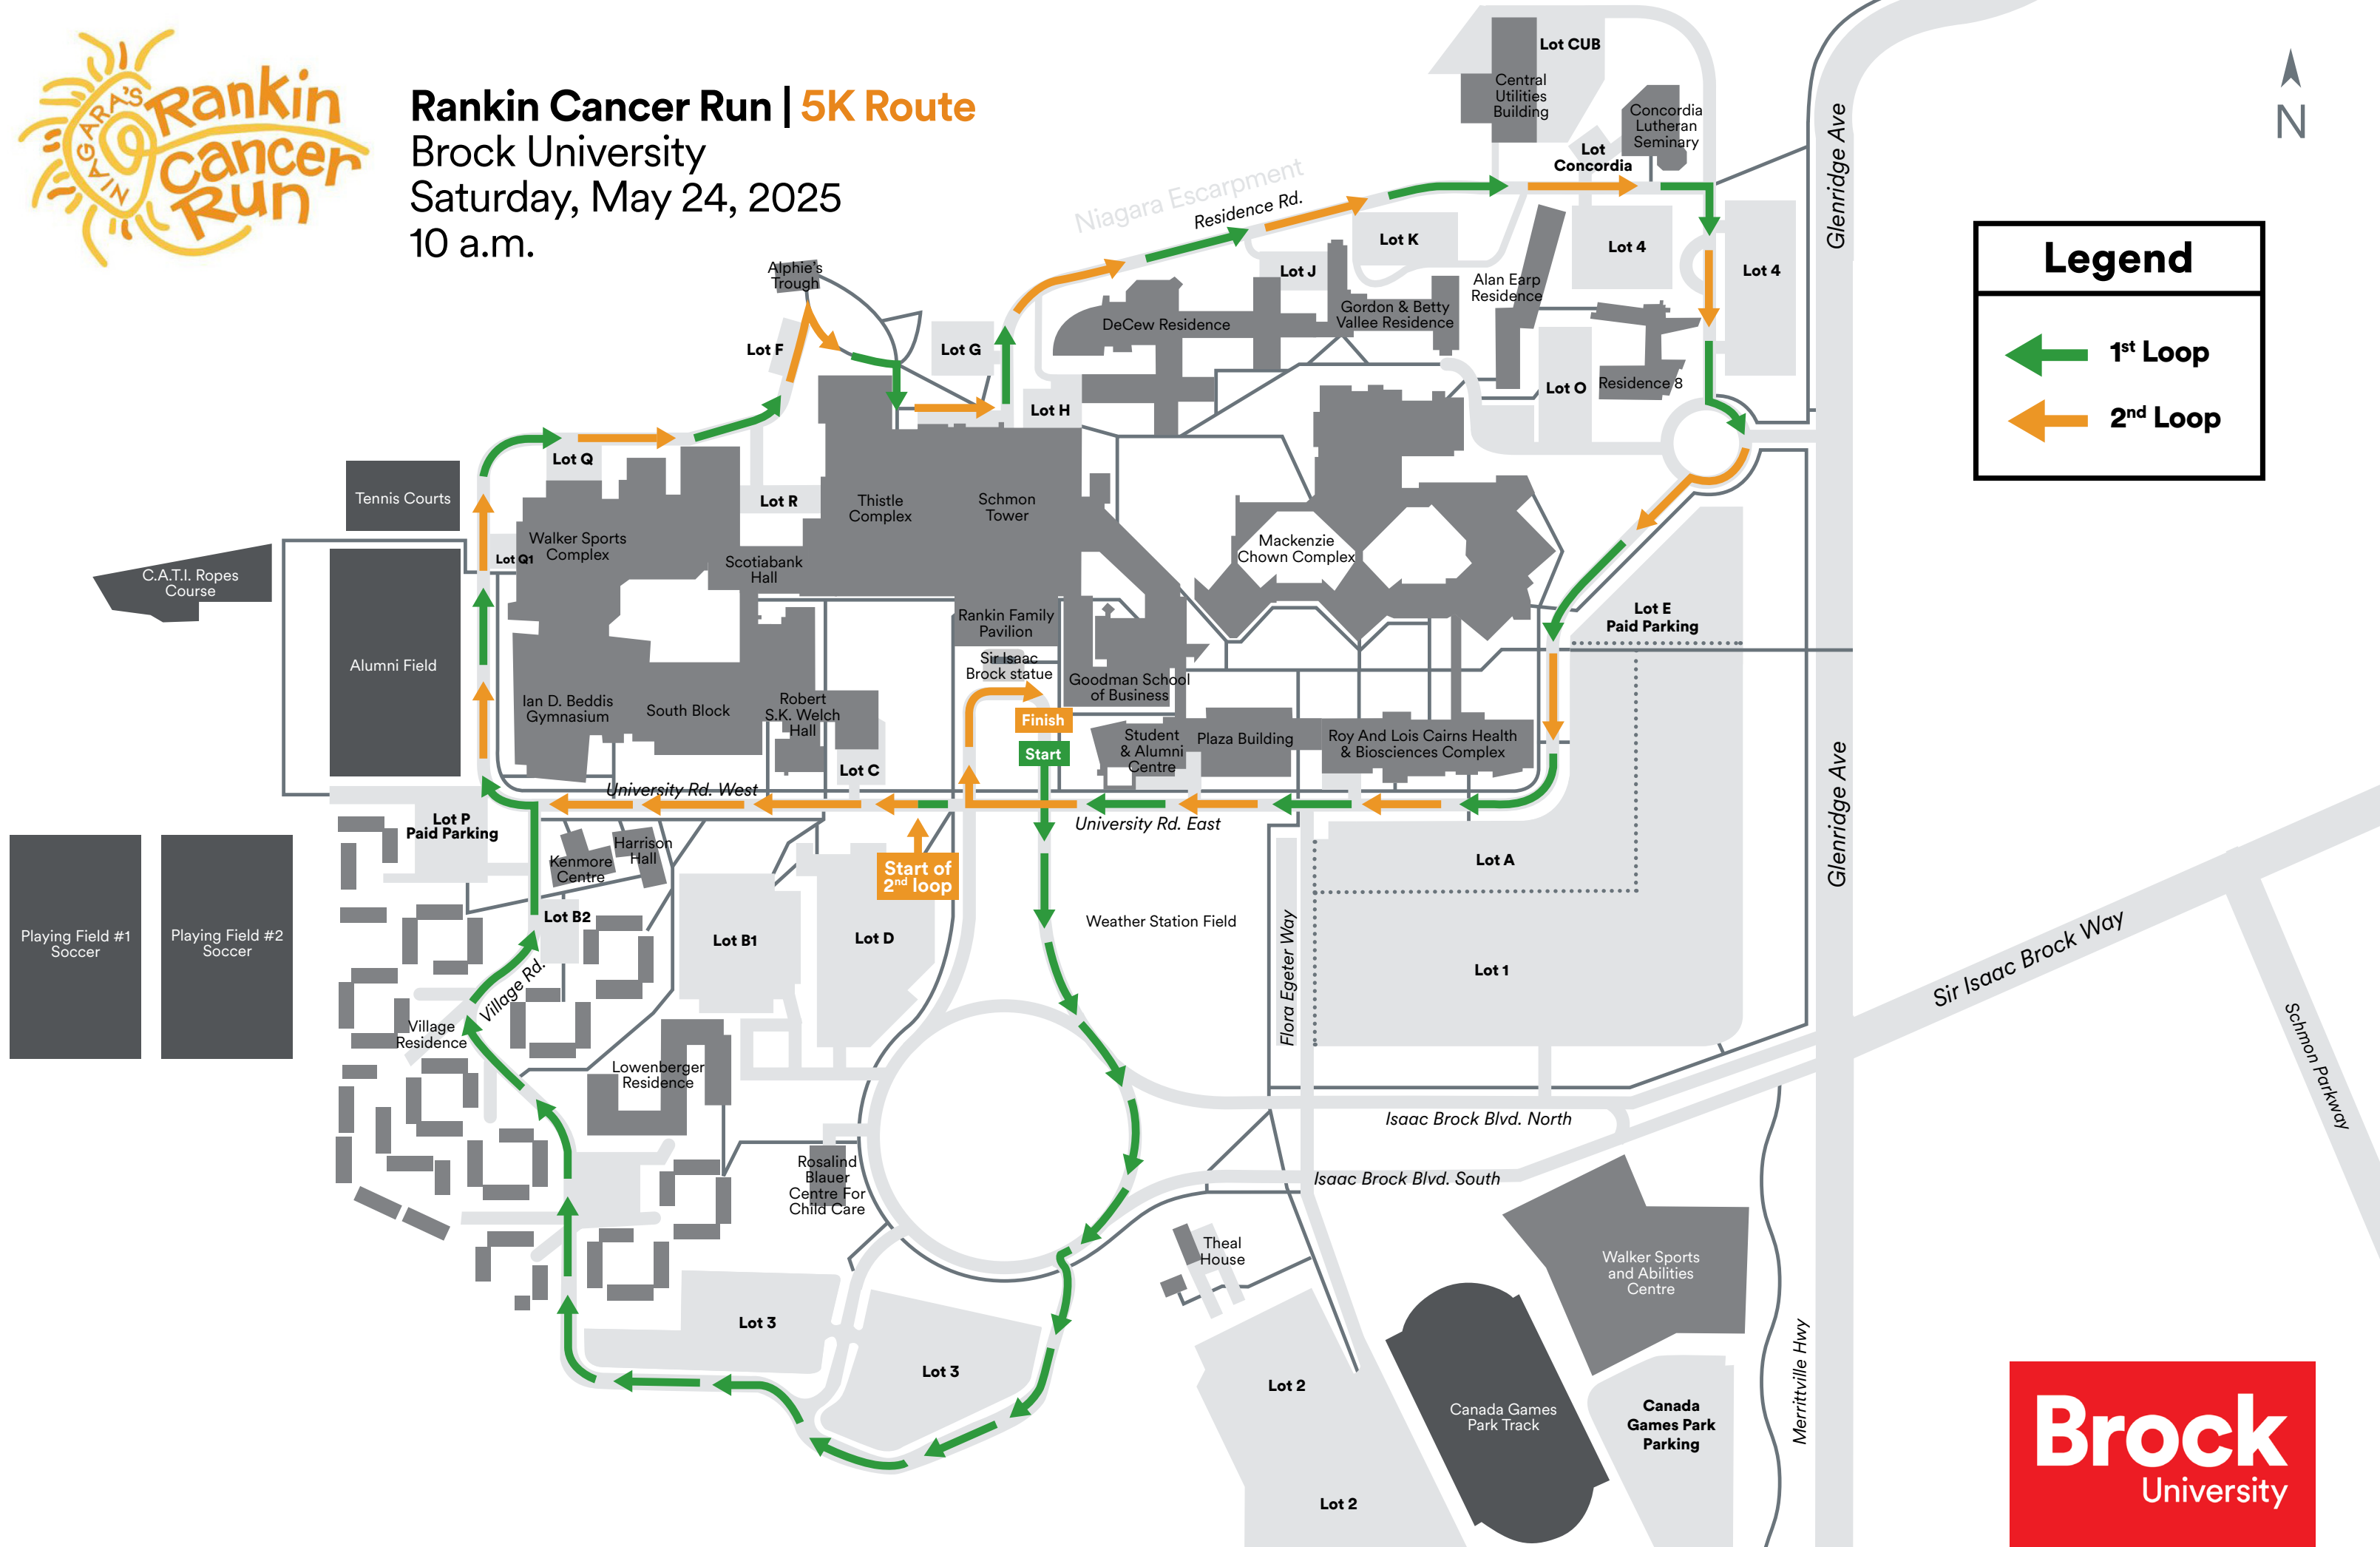 NIAGARA'S
Rankin
Cancer
Run
Rankin Cancer Run | 5K Route
Brock University
Saturday, May 24, 2025
10 a.m.
N
Legend
1st Loop
2nd Loop
Lot CUB
Central
Utilities
Building
Concordia
Lutheran
Seminary
Lot
Concordia
Glenridge Ave
Niagara Escarpment
Residence Rd.
Lot K
Lot 4
Lot 4
Lot J
Alan Earp
Residence
Alphie's
Trough
Gordon & Betty
Vallee Residence
DeCew Residence
Lot F
Lot G
Lot O
Residence 8
Lot H
Lot Q
Tennis Courts
Lot R
Thistle
Complex
Schmon
Tower
Walker Sports
Complex
Lot Q1
Scotiabank
Hall
Mackenzie
Chown Complex
C.A.T.I. Ropes
Course
Lot E
Paid Parking
Rankin Family
Pavilion
Alumni Field
Sir Isaac
Brock statue
Goodman School
of Business
Ian D. Beddis
Gymnasium
South Block
Robert
S.K. Welch
Hall
Finish
Start
Student
& Alumni
Centre
Plaza Building
Roy And Lois Cairns Health
& Biosciences Complex
Lot C
University Rd. West
University Rd. East
Glenridge Ave
Lot P
Paid Parking
Kenmore
Centre
Harrison
Hall
Start of
2nd loop
Lot A
Lot B2
Weather Station Field
Playing Field #1
Soccer
Playing Field #2
Soccer
Lot B1
Lot D
Flora Egeter Way
Lot 1
Sir Isaac Brock Way
Village Rd.
Village
Residence
Schmon Parkway
Lowenberger
Residence
Isaac Brock Blvd. North
Isaac Brock Blvd. South
Rosalind
Blauer
Centre For
Child Care
Theal
House
Walker Sports
and Abilities
Centre
Lot 3
Lot 3
Lot 2
Merrittville Hwy
Canada Games
Park Track
Canada
Games Park
Parking
Lot 2
Brock
University